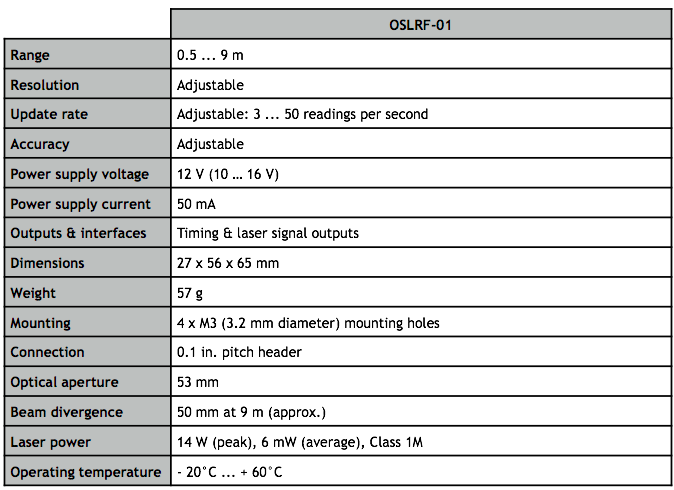 OSLRF-01
Range 0.5 ... 9 m
Resolution Adjustable
Update rate Adjustable: 3 ... 50 readings per second
Accuracy Adjustable
Power supply voltage 12 V (10 ... 16 V)
Power supply current 50 mA
Outputs & interfaces Timing & laser signal outputs
Dimensions 27 x 56 x 65 mm
Weight 57 g
Mounting 4 x M3 (3.2 mm diameter) mounting holes
Connection 0.1 in. pitch header
Optical aperture 53 mm
Beam divergence 50 mm at 9 m (approx.)
Laser power 14 W (peak), 6 mW (average), Class 1M
Operating temperature - 20°C ... + 60°C